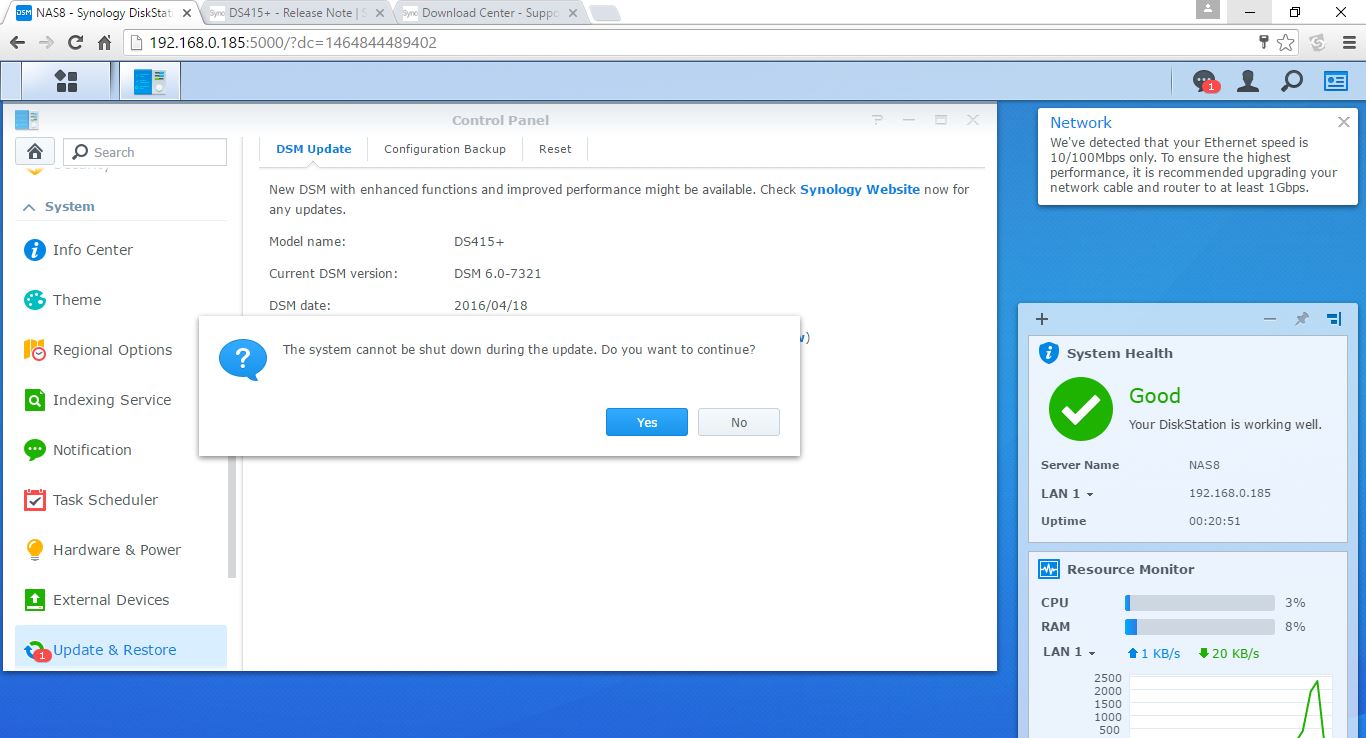 NAS8 - Synology DiskStat
DS415+ - Release Note | S
Download Center - Suppo
192.168.0.185:5000/?dc=1464844489402
1
Control Panel
Search
Security
System
Info Center
Theme
Regional Options
Indexing Service
Notification
Task Scheduler
Hardware & Power
External Devices
Update & Restore
1
DSM Update
Configuration Backup
Reset
New DSM with enhanced functions and improved performance might be available. Check Synology Website now for
any updates.
Model name: DS415+
Current DSM version: DSM 6.0-7321
DSM date: 2016/04/18
w)
The system cannot be shut down during the update. Do you want to continue?
Yes
No
Network
We've detected that your Ethernet speed is
10/100Mbps only. To ensure the highest
performance, it is recommended upgrading your
network cable and router to at least 1Gbps.
System Health
Good
Your DiskStation is working well.
Server Name NAS8
LAN 1 192.168.0.185
Uptime 00:20:51
Resource Monitor
CPU 3%
RAM 8%
LAN 1 1 KB/s 20 KB/s
2500
2000
1500
1000
500